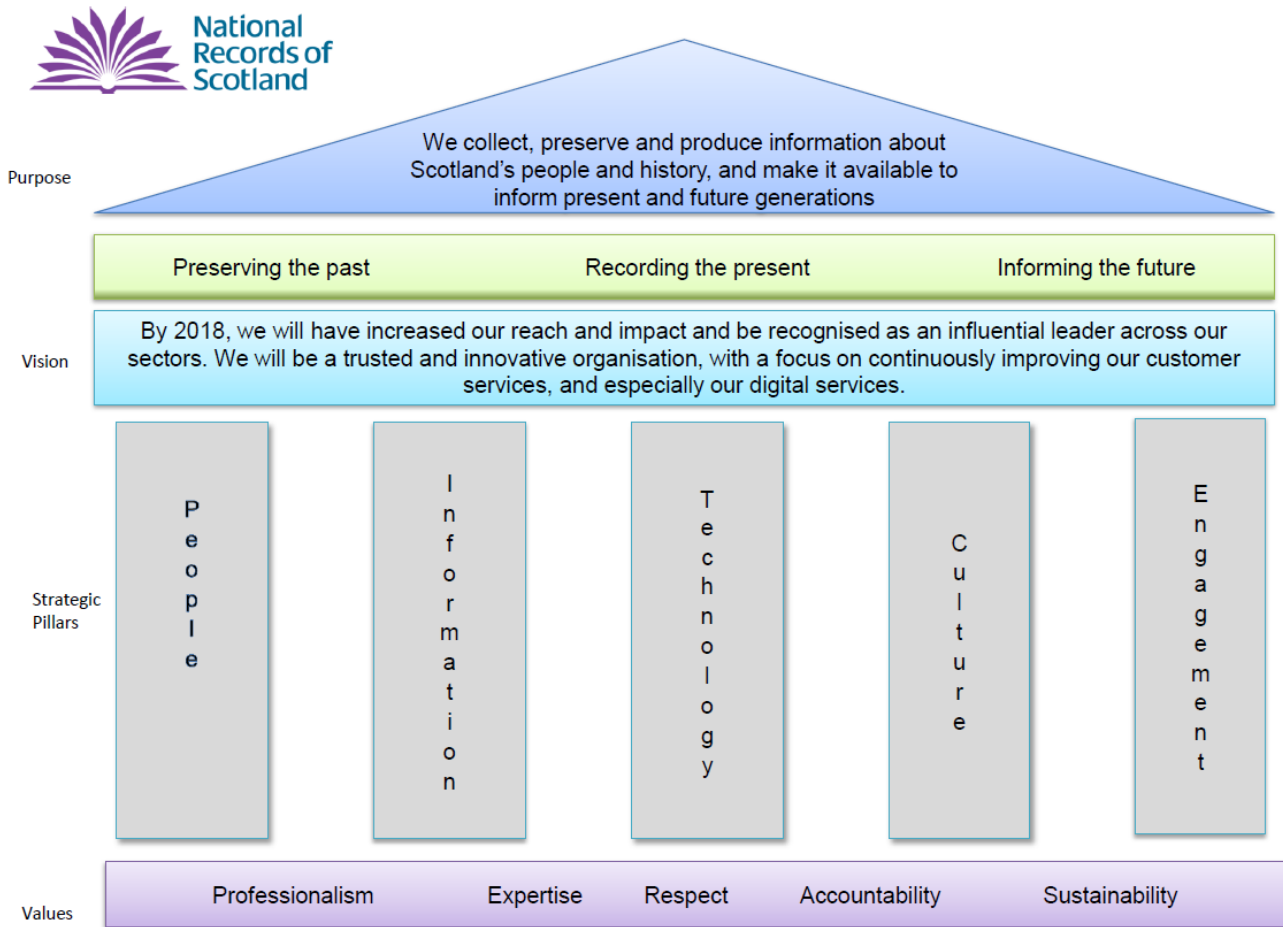 National
Records of
Scotland
Purpose
We collect, preserve and produce information about
Scotland’s people and history, and make it available to
inform present and future generations
Preserving the past Recording the present Informing the future
Vision
By 2018, we will have increased our reach and impact and be recognised as an influential leader across our
sectors. We will be a trusted and innovative organisation, with a focus on continuously improving our customer
services, and especially our digital services.
Strategic
Pillars
People
Information
Technology
Culture
Engagement
Values
Professionalism Expertise Respect Accountability Sustainability